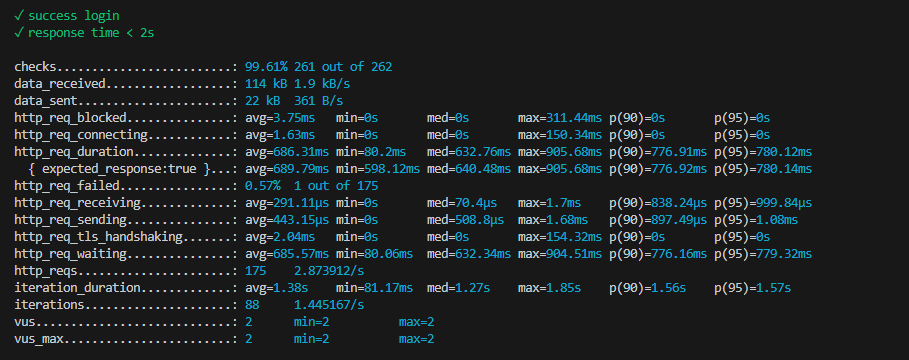 ✓ success login
✓ response time < 2s
checks.........................: 99.61% 261 out of 262
data_received..................: 114 kB 1.9 kB/s
data_sent......................: 22 kB  361 B/s
http_req_blocked...............: avg=3.75ms   min=0s       med=0s       max=311.44ms p(90)=0s       p(95)=0s
http_req_connecting............: avg=1.63ms   min=0s       med=0s       max=150.34ms p(90)=0s       p(95)=0s
http_req_duration..............: avg=686.31ms min=80.2ms   med=632.76ms max=905.68ms p(90)=776.91ms p(95)=780.12ms
{ expected_response:true }...: avg=689.79ms min=598.12ms med=640.48ms max=905.68ms p(90)=776.92ms p(95)=780.14ms
http_req_failed................: 0.57%  1 out of 175
http_req_receiving.............: avg=291.11µs min=0s       med=70.4µs   max=1.7ms    p(90)=838.24µs p(95)=999.84µs
http_req_sending...............: avg=443.15µs min=0s       med=508.8µs  max=1.68ms   p(90)=897.49µs p(95)=1.08ms
http_req_tls_handshaking.......: avg=2.04ms   min=0s       med=0s       max=154.32ms p(90)=0s       p(95)=0s
http_req_waiting...............: avg=685.57ms min=80.06ms  med=632.34ms max=904.51ms p(90)=776.16ms p(95)=779.32ms
http_reqs......................: 175    2.873912/s
iteration_duration.............: avg=1.38s    min=81.17ms  med=1.27s    max=1.85s    p(90)=1.56s    p(95)=1.57s
iterations.....................: 88     1.445167/s
vus............................: 2      min=2         max=2
vus_max........................: 2      min=2         max=2